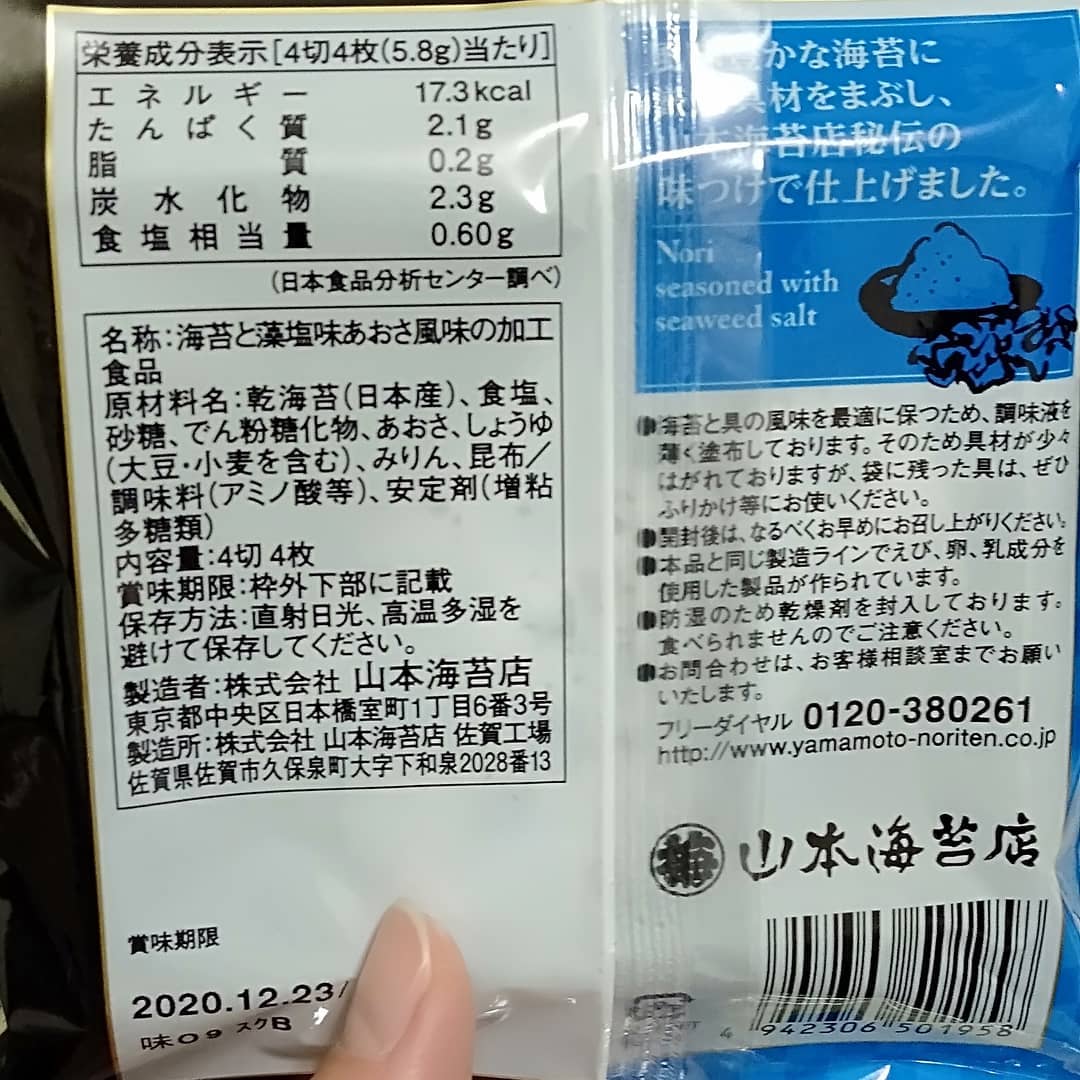 栄養成分表示[4切4枚(5.8g)当たり]
エネルギー 17.3kcal
たんぱく質 2.1g
脂質 0.2g
炭水化物 2.3g
食塩相当量 0.60g
(日本食品分析センター調べ)
名称:海苔と藻塩味あおさ風味の加工
食品
原材料名:乾海苔(日本産)、食塩、
砂糖、でん粉糖化物、あおさ、しょうゆ
(大豆・小麦を含む)、みりん、昆布/
調味料(アミノ酸等)、安定剤(増粘
多糖類)
内容量:4切 4枚
賞味期限:枠外下部に記載
保存方法:直射日光、高温多湿を
避けて保存してください。
製造者:株式会社 山本海苔店
東京都中央区日本橋室町1丁目6番3号
製造所:株式会社 山本海苔店 佐賀工場
佐賀県佐賀市久保泉町大字下和泉2028番13
賞味期限
2020.12.23/
味09 スクB
かな海苔に
具材をまぶし、
本海苔店秘伝の
味つけで仕上げました。
Nori
seasoned with
seaweed salt
海苔と具の風味を最適に保つため、調味液を
薄く塗布しております。そのため具材が少々
はがれておりますが、袋に残った具は、ぜひ
ふりかけ等にお使いください。
開封後は、なるべくお早めにお召し上がりください。
本品と同じ製造ラインでえび、卵、乳成分を
使用した製品が作られています。
防湿のため乾燥剤を封入しております。
食べられませんのでご注意ください。
お問合わせは、お客様相談室までお願い
いたします。
フリーダイヤル 0120-380261
http://www.yamamoto-noriten.co.jp
山本海苔店
4 942306 501958